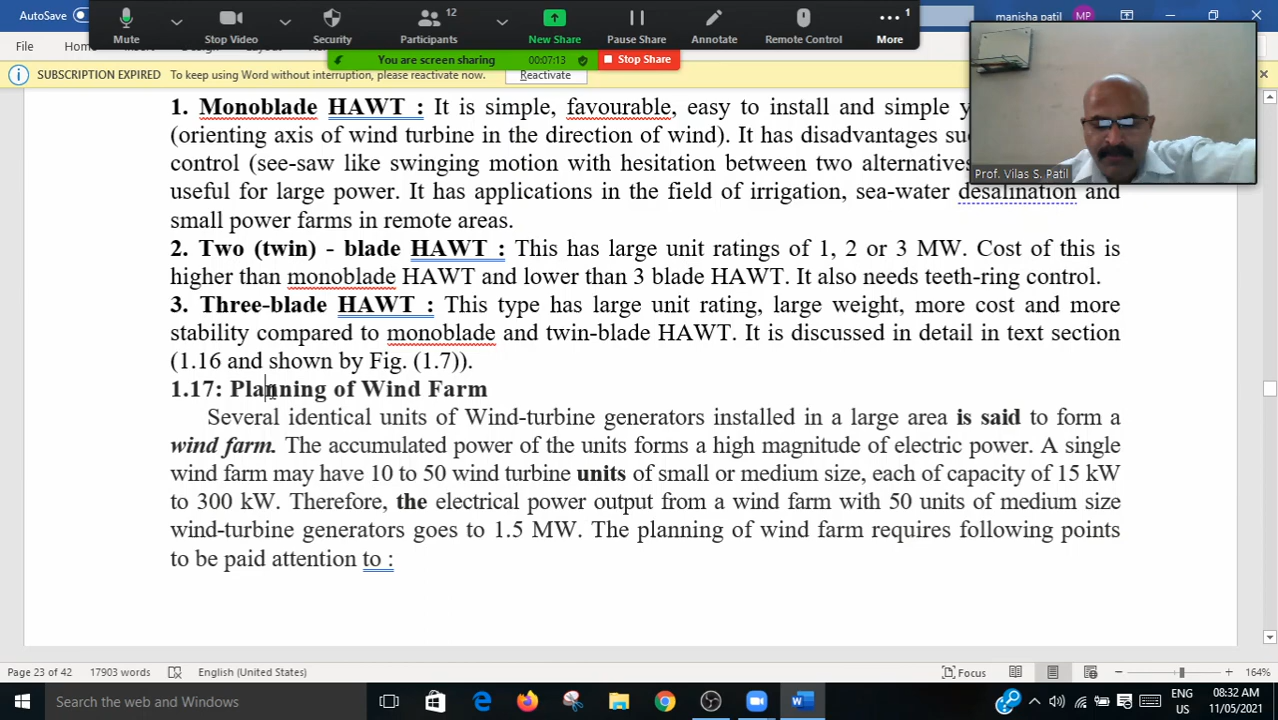 AutoSave
manisha patil
MP
Mute
Stop Video
Security
12
Participants
New Share
Pause Share
Annotate
Remote Control
1
More
You are screen sharing
00:07:13
Stop Share
File
SUBSCRIPTION EXPIRED To keep using Word without interruption, please reactivate now. Reactivate
1. Monoblade HAWT : It is simple, favourable, easy to install and simple
(orienting axis of wind turbine in the direction of wind). It has disadvantages
control (see-saw like swinging motion with hesitation between two alternatives
useful for large power. It has applications in the field of irrigation, sea-water desalination and
small power farms in remote areas.
2. Two (twin) - blade HAWT : This has large unit ratings of 1, 2 or 3 MW. Cost of this is
higher than monoblade HAWT and lower than 3 blade HAWT. It also needs teeth-ring control.
3. Three-blade HAWT : This type has large unit rating, large weight, more cost and more
stability compared to monoblade and twin-blade HAWT. It is discussed in detail in text section
(1.16 and shown by Fig. (1.7)).
1.17: Planning of Wind Farm
Several identical units of Wind-turbine generators installed in a large area is said to form a
wind farm. The accumulated power of the units forms a high magnitude of electric power. A single
wind farm may have 10 to 50 wind turbine units of small or medium size, each of capacity of 15 kW
to 300 kW. Therefore, the electrical power output from a wind farm with 50 units of medium size
wind-turbine generators goes to 1.5 MW. The planning of wind farm requires following points
to be paid attention to :
Prof. Vilas S. Patil
Page 23 of 42
17903 words
English (United States)
Focus
164%
Search the web and Windows
ENG
US
08:32 AM
11/05/2021